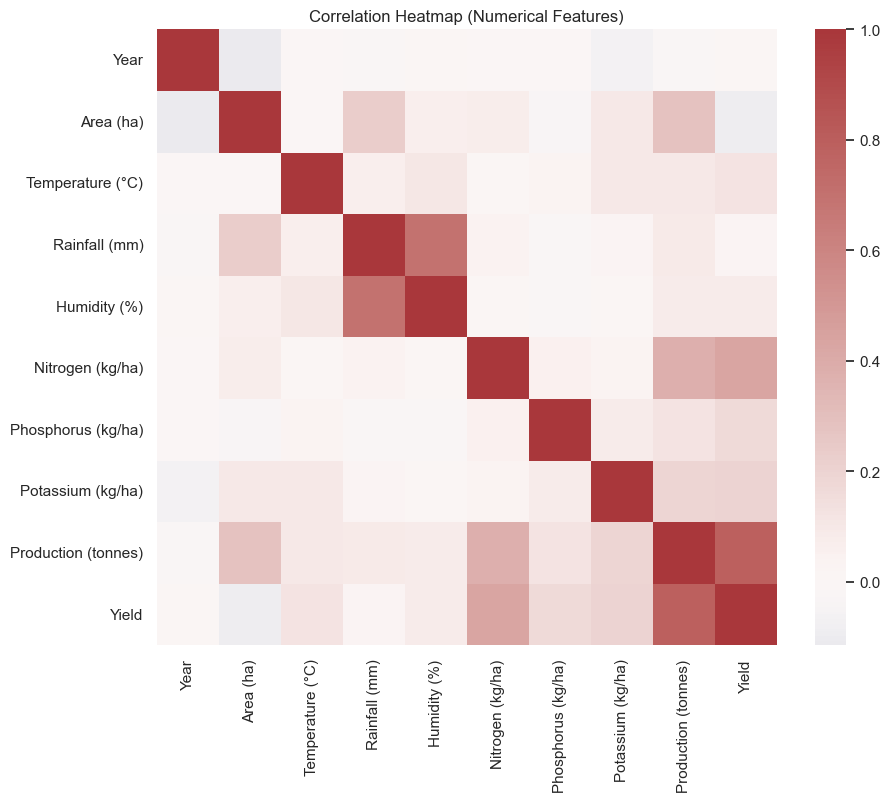 Correlation Heatmap (Numerical Features)
Year
Area (ha)
Temperature (°C)
Rainfall (mm)
Humidity (%)
Nitrogen (kg/ha)
Phosphorus (kg/ha)
Potassium (kg/ha)
Production (tonnes)
Yield
Year
Area (ha)
Temperature (°C)
Rainfall (mm)
Humidity (%)
Nitrogen (kg/ha)
Phosphorus (kg/ha)
Potassium (kg/ha)
Production (tonnes)
Yield
1.0
0.8
0.6
0.4
0.2
0.0